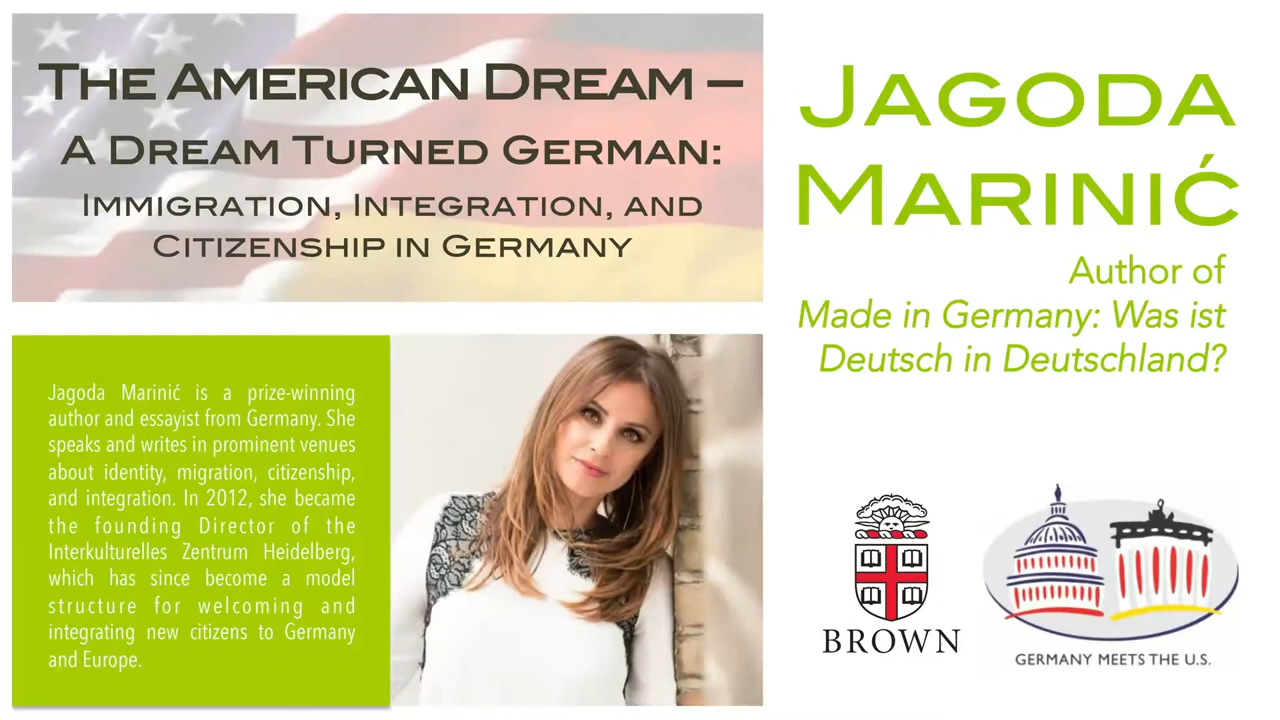 THE AMERICAN DREAM –
A DREAM TURNED GERMAN:
IMMIGRATION, INTEGRATION, AND
CITIZENSHIP IN GERMANY
JAGODA
MARINIĆ
Author of
Made in Germany: Was ist
Deutsch in Deutschland?
Jagoda Marinić is a prize-winning
author and essayist from Germany. She
speaks and writes in prominent venues
about identity, migration, citizenship,
and integration. In 2012, she became
the founding Director of the
Interkulturelles Zentrum Heidelberg,
which has since become a model
structure for welcoming and
integrating new citizens to Germany
and Europe.
BROWN
GERMANY MEETS THE U.S.